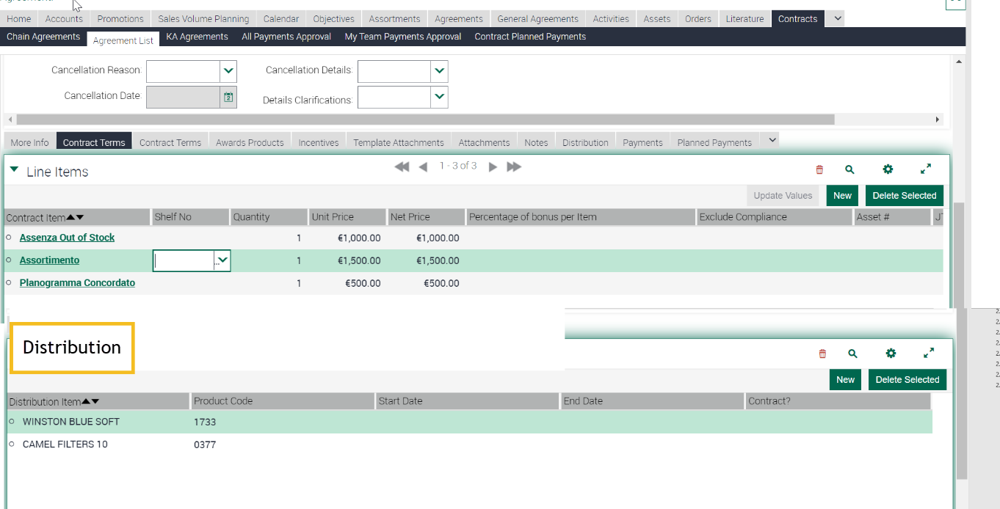 Home Accounts Promotions Sales Volume Planning Calendar Objectives Assortments Agreements General Agreements Activities Assets Orders Literature Contracts
Chain Agreements Agreement List KA Agreements All Payments Approval My Team Payments Approval Contract Planned Payments
Cancellation Reason: Cancellation Details:
Cancellation Date: 2 Details Clarifications:
More Info Contract Terms Contract Terms Awards Products Incentives Template Attachments Attachments Notes Distribution Payments Planned Payments
Line Items 1 - 3 of 3
Update Values New Delete Selected
Contract Item Shelf No Quantity Unit Price Net Price Percentage of bonus per Item Exclude Compliance Asset #
Assenza Out of Stock 1 €1,000.00 €1,000.00
Assortimento ... 1 €1,500.00 €1,500.00
Planogramma Concordato 1 €500.00 €500.00
Distribution
New Delete Selected
Distribution Item Product Code Start Date End Date Contract?
WINSTON BLUE SOFT 1733
CAMEL FILTERS 10 0377